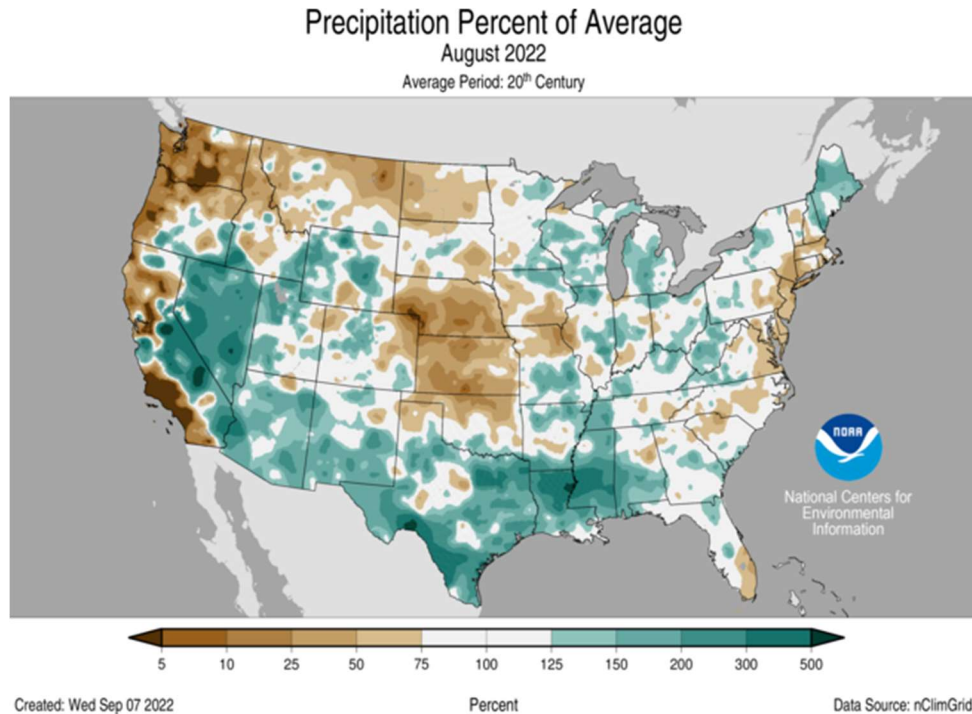 Precipitation Percent of Average
August 2022
Average Period: 20th Century
NOAA
National Centers for
Environmental
Information
5 10 25 50 75 100 125 150 200 300 500
Created: Wed Sep 07 2022 Percent Data Source: nClimGrid